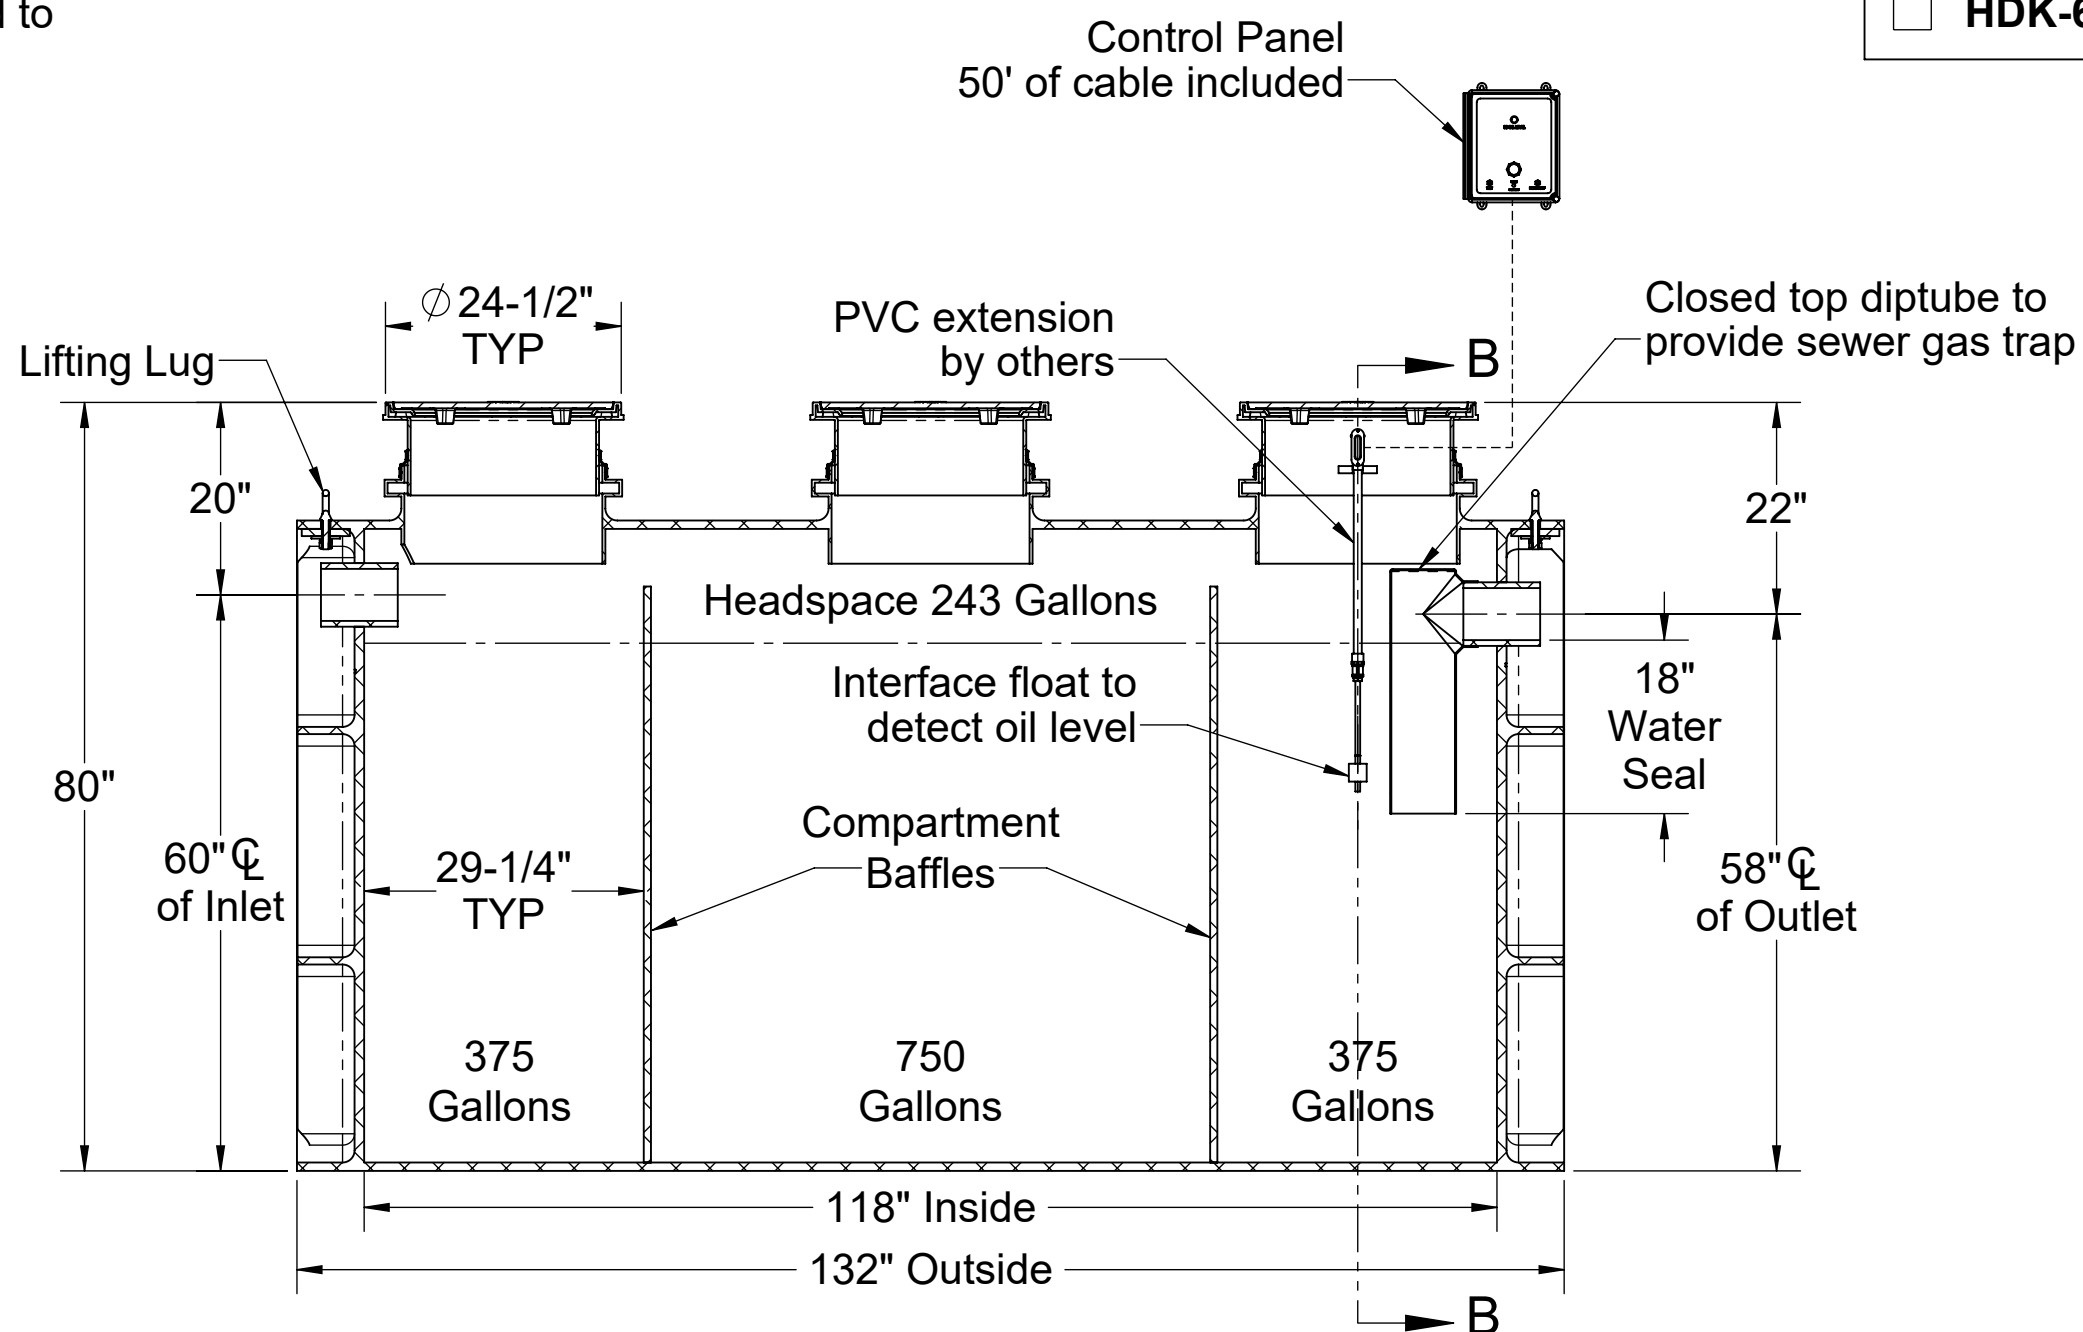 to
HDK-6
Control Panel
50' of cable included
Ø 24-1/2"
TYP
PVC extension
by others
B
Closed top diptube to
provide sewer gas trap
Lifting Lug
20"
22"
Headspace 243 Gallons
Interface float to
detect oil level
18"
Water
Seal
80"
60" ℄
of Inlet
29-1/4"
TYP
Compartment
Baffles
58" ℄
of Outlet
375
Gallons
750
Gallons
375
Gallons
118" Inside
132" Outside
B